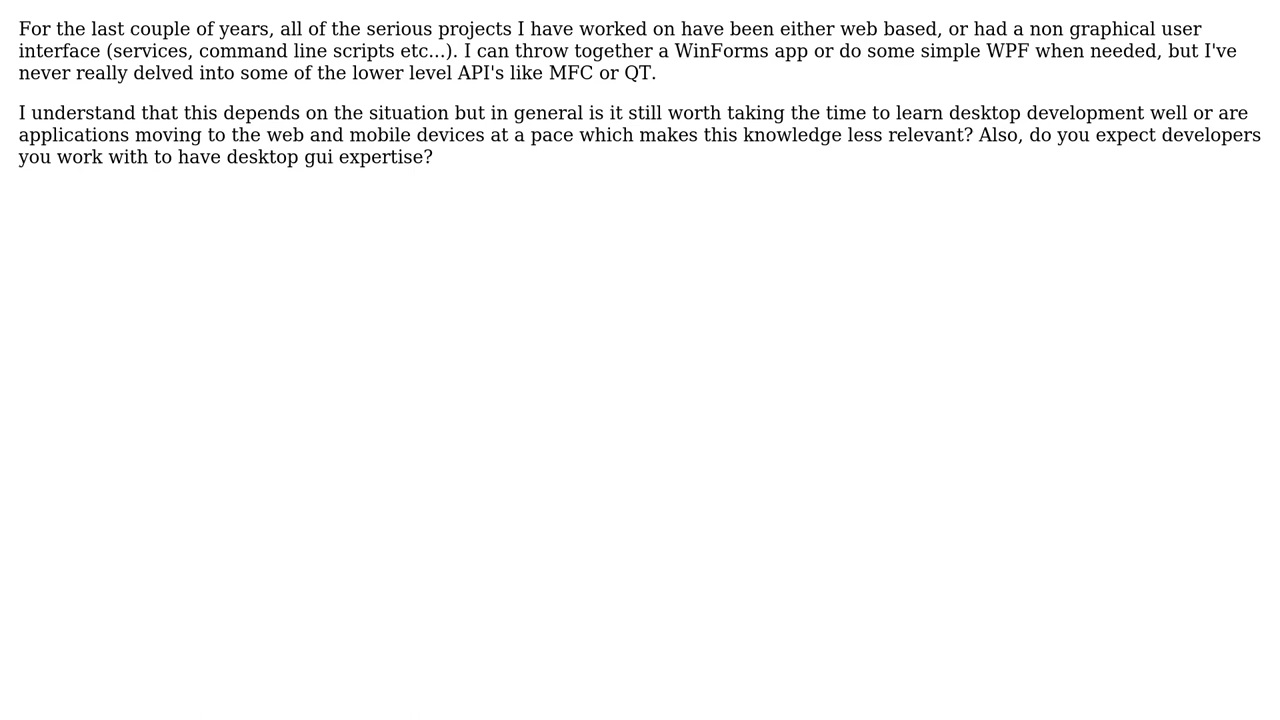 For the last couple of years, all of the serious projects I have worked on have been either web based, or had a non graphical user
interface (services, command line scripts etc...). I can throw together a WinForms app or do some simple WPF when needed, but I've
never really delved into some of the lower level API's like MFC or QT.
I understand that this depends on the situation but in general is it still worth taking the time to learn desktop development well or are
applications moving to the web and mobile devices at a pace which makes this knowledge less relevant? Also, do you expect developers
you work with to have desktop gui expertise?